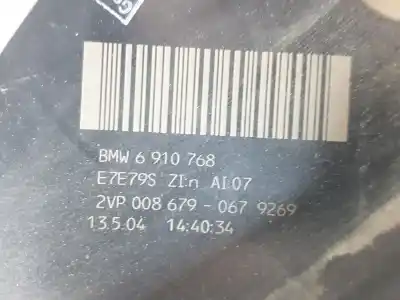 BMW 6 910 768
E7E79S ZI:n AI 07
2VP 008 679 - 067 9269
13.5.04 14:40:34